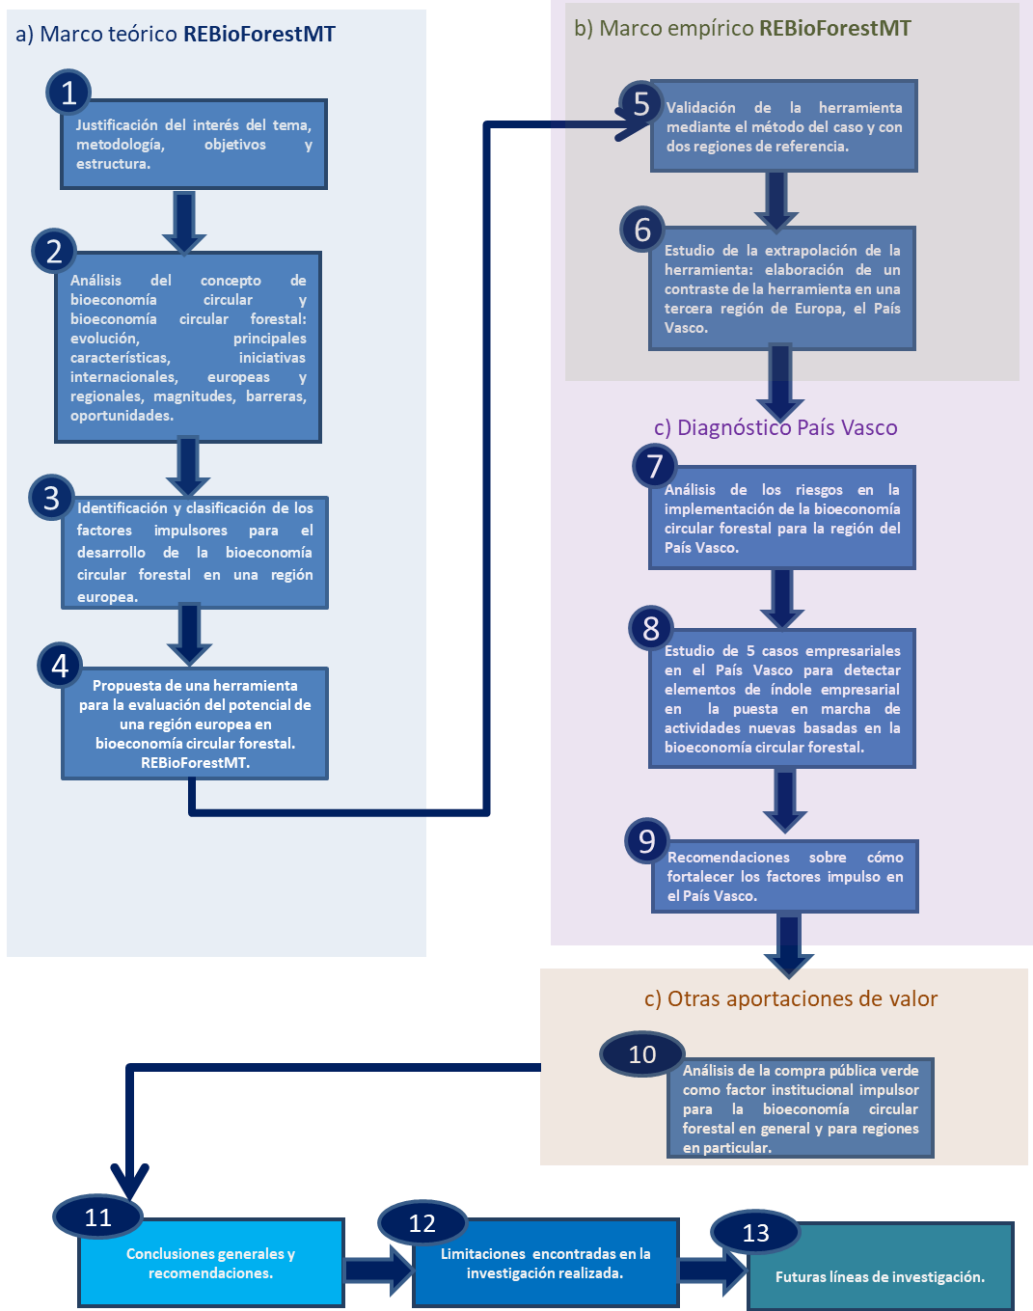 a) Marco teórico REBioForestMT
1
Justificación del interés del tema,
metodología, objetivos y
estructura.
2
Análisis del concepto de
bioeconomía circular y
bioeconomía circular forestal:
evolución, principales
características, iniciativas
internacionales, europeas y
regionales, magnitudes, barreras,
oportunidades.
3
Identificación y clasificación de los
factores impulsores para el
desarrollo de la bioeconomía
circular forestal en una región
europea.
4
Propuesta de una herramienta
para la evaluación del potencial de
una región europea en
bioeconomía circular forestal.
REBioForestMT.
b) Marco empírico REBioForestMT
5
Validación de la herramienta
mediante el método del caso y con
dos regiones de referencia.
6
Estudio de la extrapolación de la
herramienta: elaboración de un
contraste de la herramienta en una
tercera región de Europa, el País
Vasco.
c) Diagnóstico País Vasco
7
Análisis de los riesgos en la
implementación de la bioeconomía
circular forestal para la región del
País Vasco.
8
Estudio de 5 casos empresariales
en el País Vasco para detectar
elementos de índole empresarial
en la puesta en marcha de
actividades nuevas basadas en la
bioeconomía circular forestal.
9
Recomendaciones sobre cómo
fortalecer los factores impulso en
el País Vasco.
c) Otras aportaciones de valor
10
Análisis de la compra pública verde
como factor institucional impulsor
para la bioeconomía circular
forestal en general y para regiones
en particular.
11
Conclusiones generales y
recomendaciones.
12
Limitaciones encontradas en la
investigación realizada.
13
Futuras líneas de investigación.